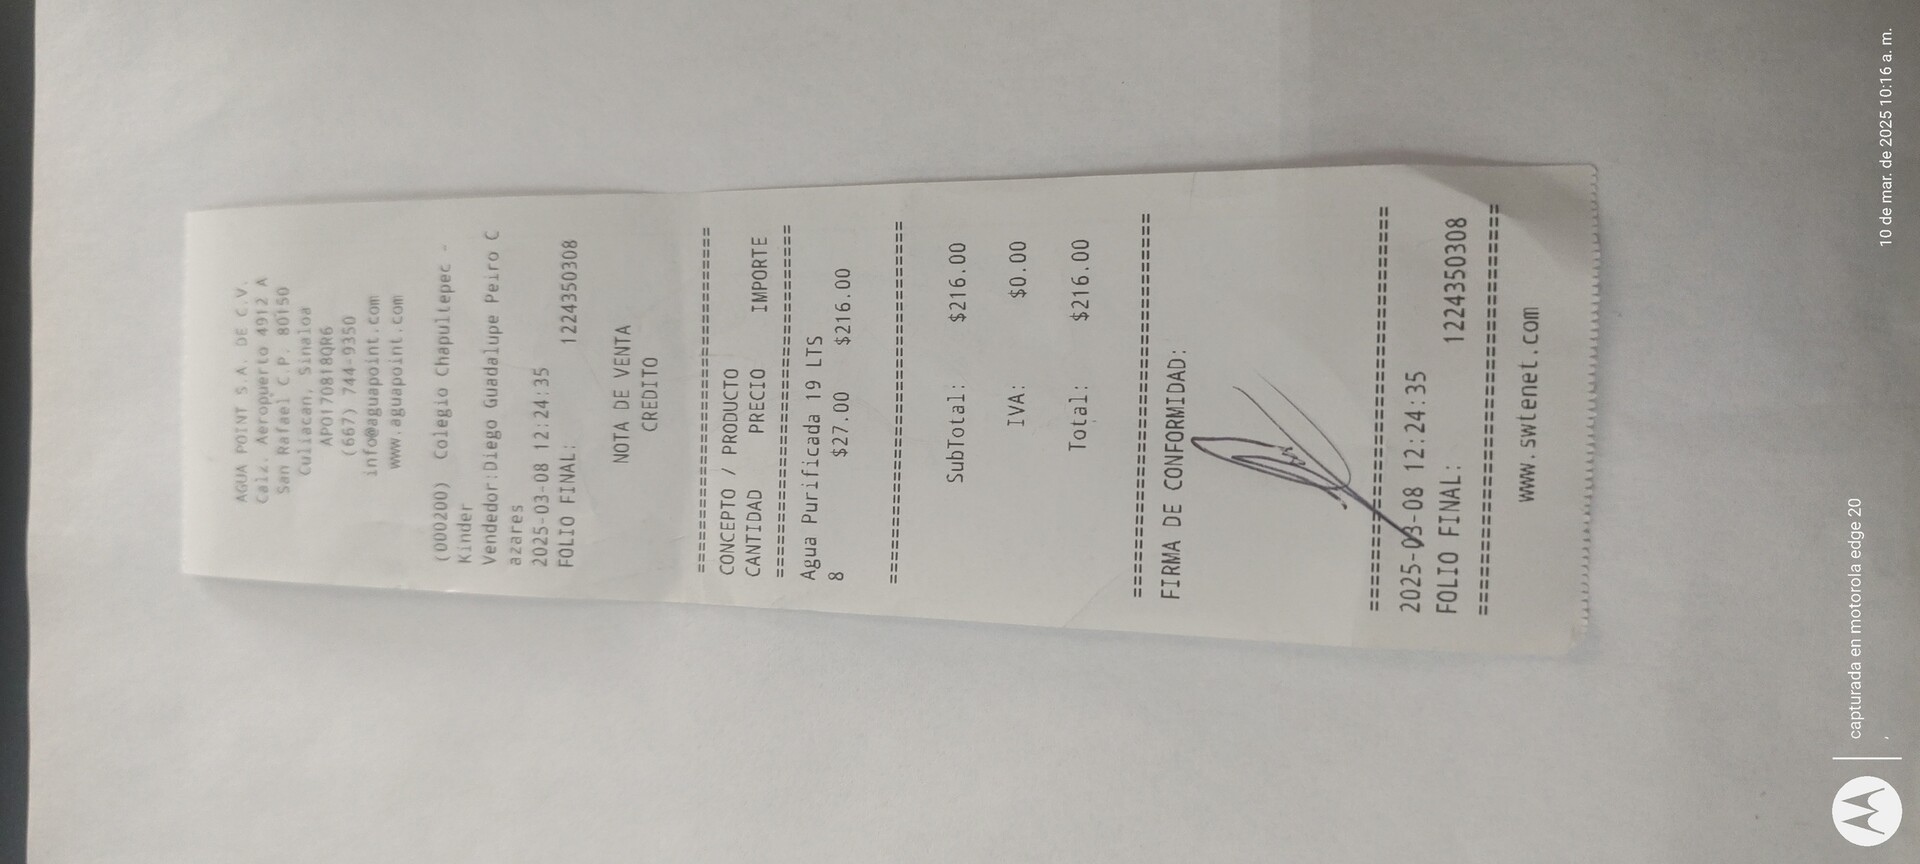 AGUA POINT S.A. DE C.V.
Calz. Aeropuerto 4912 A
San Rafael C.P. 80150
Culiacan, Sinaloa
APO170818QR6
(667) 744-9350
info@aguapoint.com
www.aguapoint.com
(000200) Colegio Chapultepec -
Kinder
Vendedor:Diego Guadalupe Peiro C
azares
2025-03-08 12:24:35
FOLIO FINAL: 1224350308
NOTA DE VENTA
CREDITO
================================
CONCEPTO / PRODUCTO
CANTIDAD PRECIO IMPORTE
================================
Agua Purificada 19 LTS
8 $27.00 $216.00
================================
SubTotal: $216.00
IVA: $0.00
Total: $216.00
================================
FIRMA DE CONFORMIDAD:
================================
2025-03-08 12:24:35
FOLIO FINAL: 1224350308
================================
www.swtenet.com
capturada en motorola edge 20
,
10 de mar. de 2025 10:16 a. m.